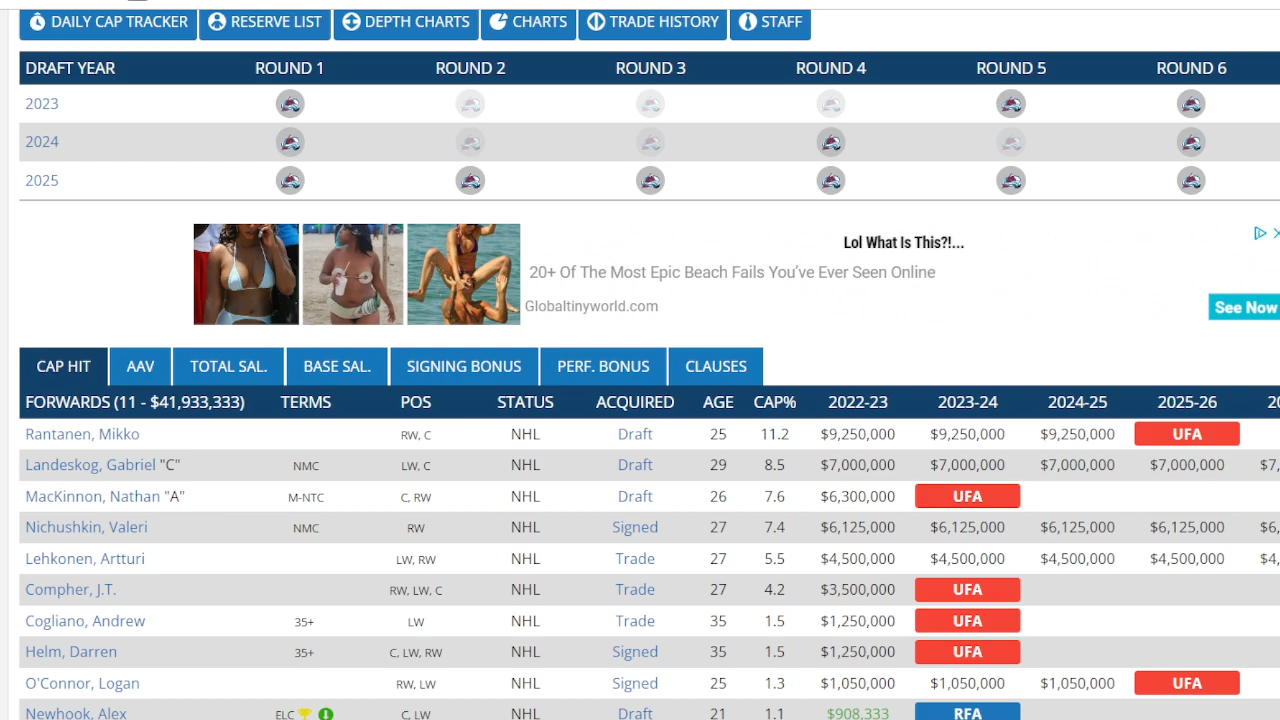 DAILY CAP TRACKER RESERVE LIST DEPTH CHARTS CHARTS TRADE HISTORY STAFF
DRAFT YEAR ROUND 1 ROUND 2 ROUND 3 ROUND 4 ROUND 5 ROUND 6
2023
2024
2025
Lol What Is This?!...
20+ Of The Most Epic Beach Fails You've Ever Seen Online
Globaltinyworld.com
See Now
CAP HIT AAV TOTAL SAL. BASE SAL. SIGNING BONUS PERF. BONUS CLAUSES
FORWARDS (11 - $41,933,333) TERMS POS STATUS ACQUIRED AGE CAP% 2022-23 2023-24 2024-25 2025-26 20
Rantanen, Mikko RW, C NHL Draft 25 11.2 $9,250,000 $9,250,000 $9,250,000 UFA
Landeskog, Gabriel "C" NMC LW, C NHL Draft 29 8.5 $7,000,000 $7,000,000 $7,000,000 $7,000,000 $7,
MacKinnon, Nathan "A" M-NTC C, RW NHL Draft 26 7.6 $6,300,000 UFA
Nichushkin, Valeri NMC RW NHL Signed 27 7.4 $6,125,000 $6,125,000 $6,125,000 $6,125,000 $6,
Lehkonen, Artturi LW, RW NHL Trade 27 5.5 $4,500,000 $4,500,000 $4,500,000 $4,500,000 $4,
Compher, J.T. RW, LW, C NHL Trade 27 4.2 $3,500,000 UFA
Cogliano, Andrew 35+ LW NHL Trade 35 1.5 $1,250,000 UFA
Helm, Darren 35+ C, LW, RW NHL Signed 35 1.5 $1,250,000 UFA
O'Connor, Logan RW, LW NHL Signed 25 1.3 $1,050,000 $1,050,000 $1,050,000 UFA
Newhook, Alex ELC C, LW NHL Draft 21 1.1 $908,333 RFA